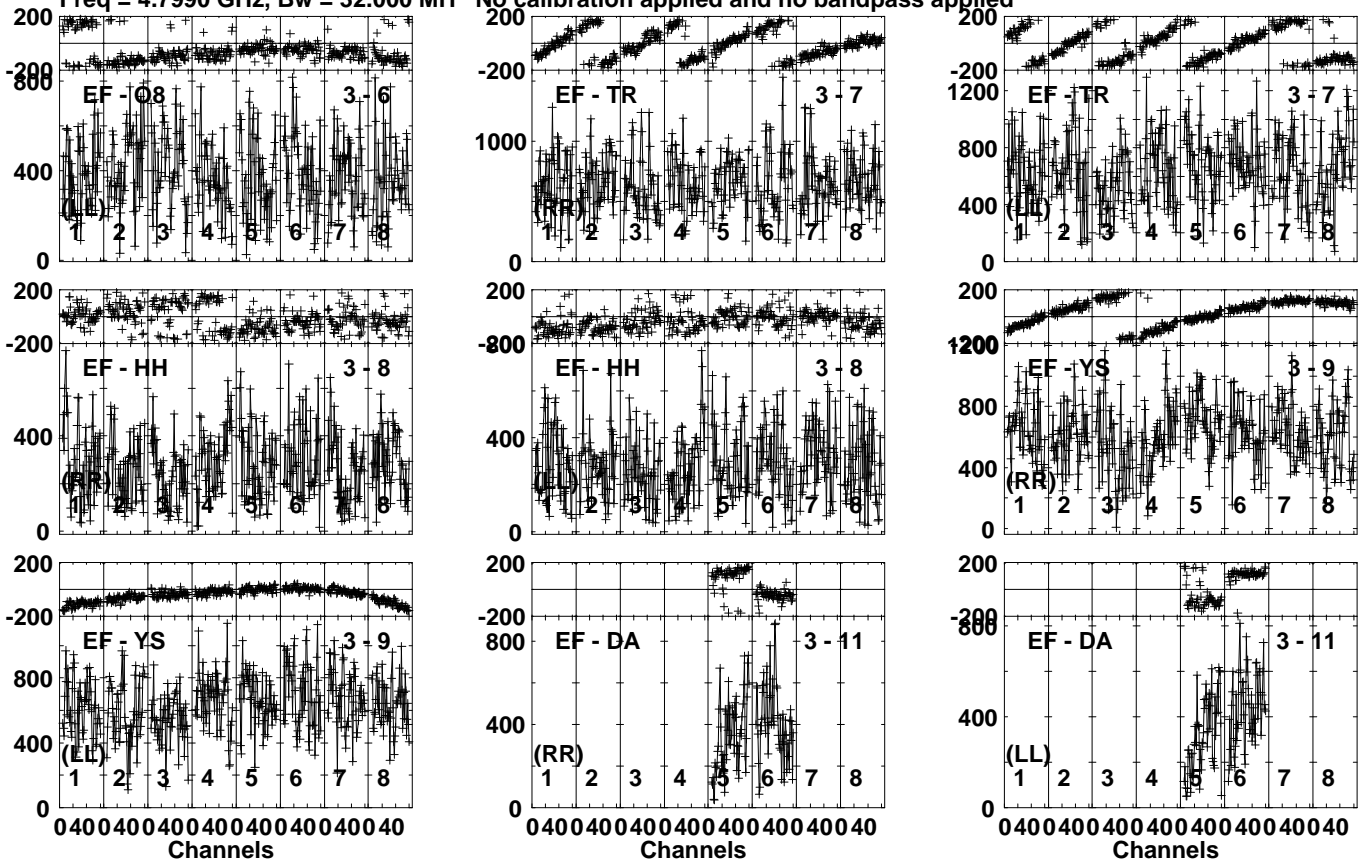 Freq = 4.7990 GHz, Bw = 32.000 MH No calibration applied and no bandpass applied
200 200 200
-200 -200 -200
EF - O8 3 - 6 EF - TR 3 - 7 EF - TR 3 - 7
800 1200
1000
800
400 400
(LL) (RR) (LL)
1 2 3 4 5 6 7 8 1 2 3 4 5 6 7 8 1 2 3 4 5 6 7 8
0 0 0
200 200 200
-200 -200
EF - HH 3 - 8 EF - HH 3 - 8 EF - YS 3 - 9
800 1200
800
400 400 400
(RR) (LL) (RR)
1 2 3 4 5 6 7 8 1 2 3 4 5 6 7 8 1 2 3 4 5 6 7 8
0 0 0
200 200 200
-200 -200 -200
EF - YS 3 - 9 EF - DA 3 - 11 EF - DA 3 - 11
800 800 800
400 400 400
(LL) (RR) (LL)
1 2 3 4 5 6 7 8 1 2 3 4 5 6 7 8 1 2 3 4 5 6 7 8
0 0 0
0 40 0 40 0 40 0 40 0 40 0 40 0 40 0 40 0 40 0 40 0 40 0 40 0 40 0 40 0 40 0 40 0 40 0 40 0 40 0 40 0 40 0 40 0 40 0 40
Channels Channels Channels